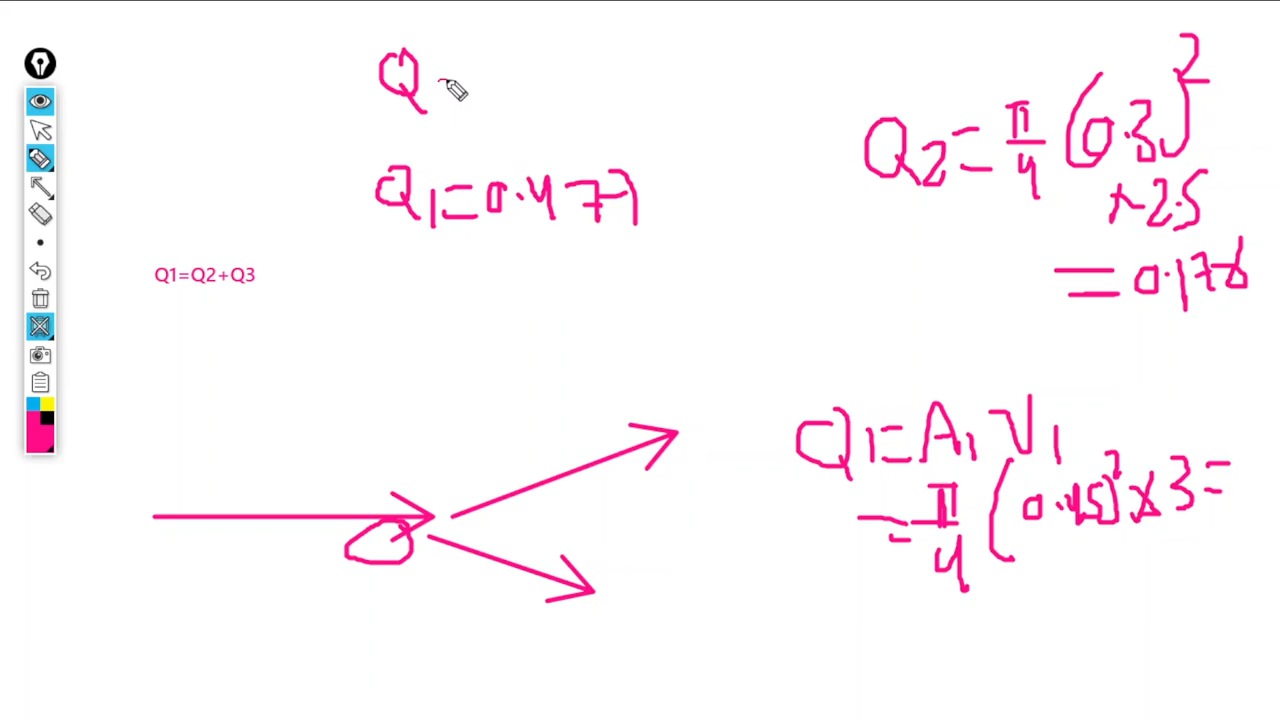 Q
Q1=0.477
Q1=Q2+Q3
Q2=π/4 (0.3)²
×2.5
=0.176
Q1=A1 V1
=π/4 (0.45)²×3=